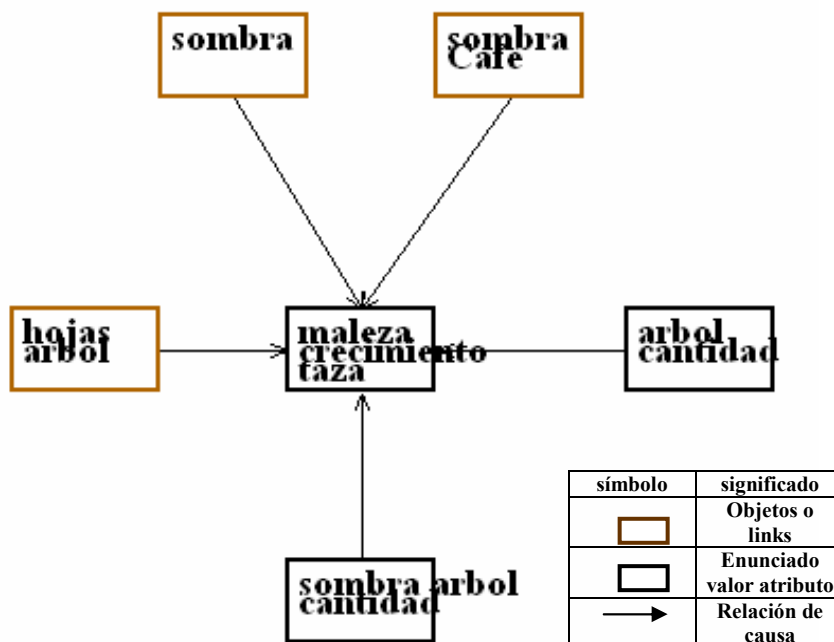 sombra
sombra
Cafe
hojas
arbol
maleza
crecimiento
taza
arbol
cantidad
sombra arbol
cantidad
símbolo significado
Objetos o
links
Enunciado
valor atributo
Relación de
causa